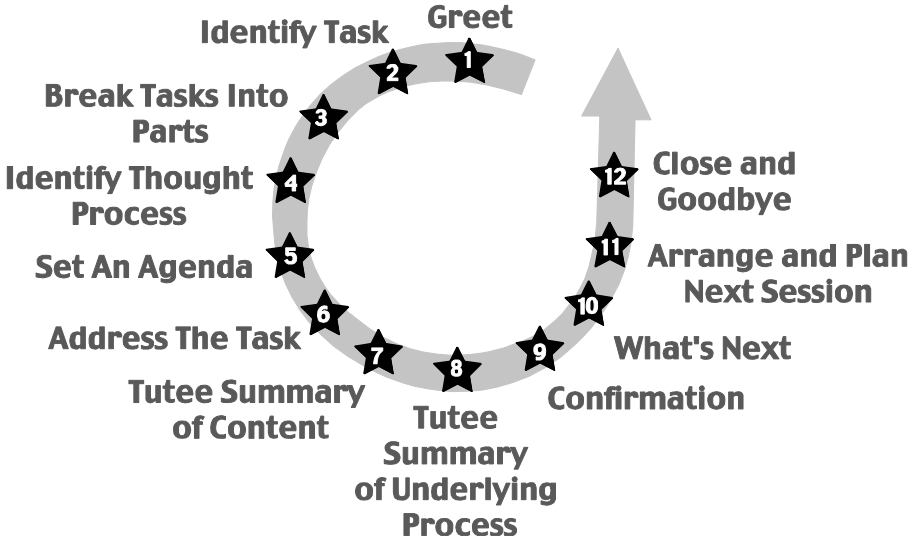 1
Greet
2
Identify Task
3
Break Tasks Into
Parts
4
Identify Thought
Process
5
Set An Agenda
6
Address The Task
7
Tutee Summary
of Content
8
Tutee
Summary
of Underlying
Process
9
Confirmation
10
What's Next
11
Arrange and Plan
Next Session
12
Close and
Goodbye